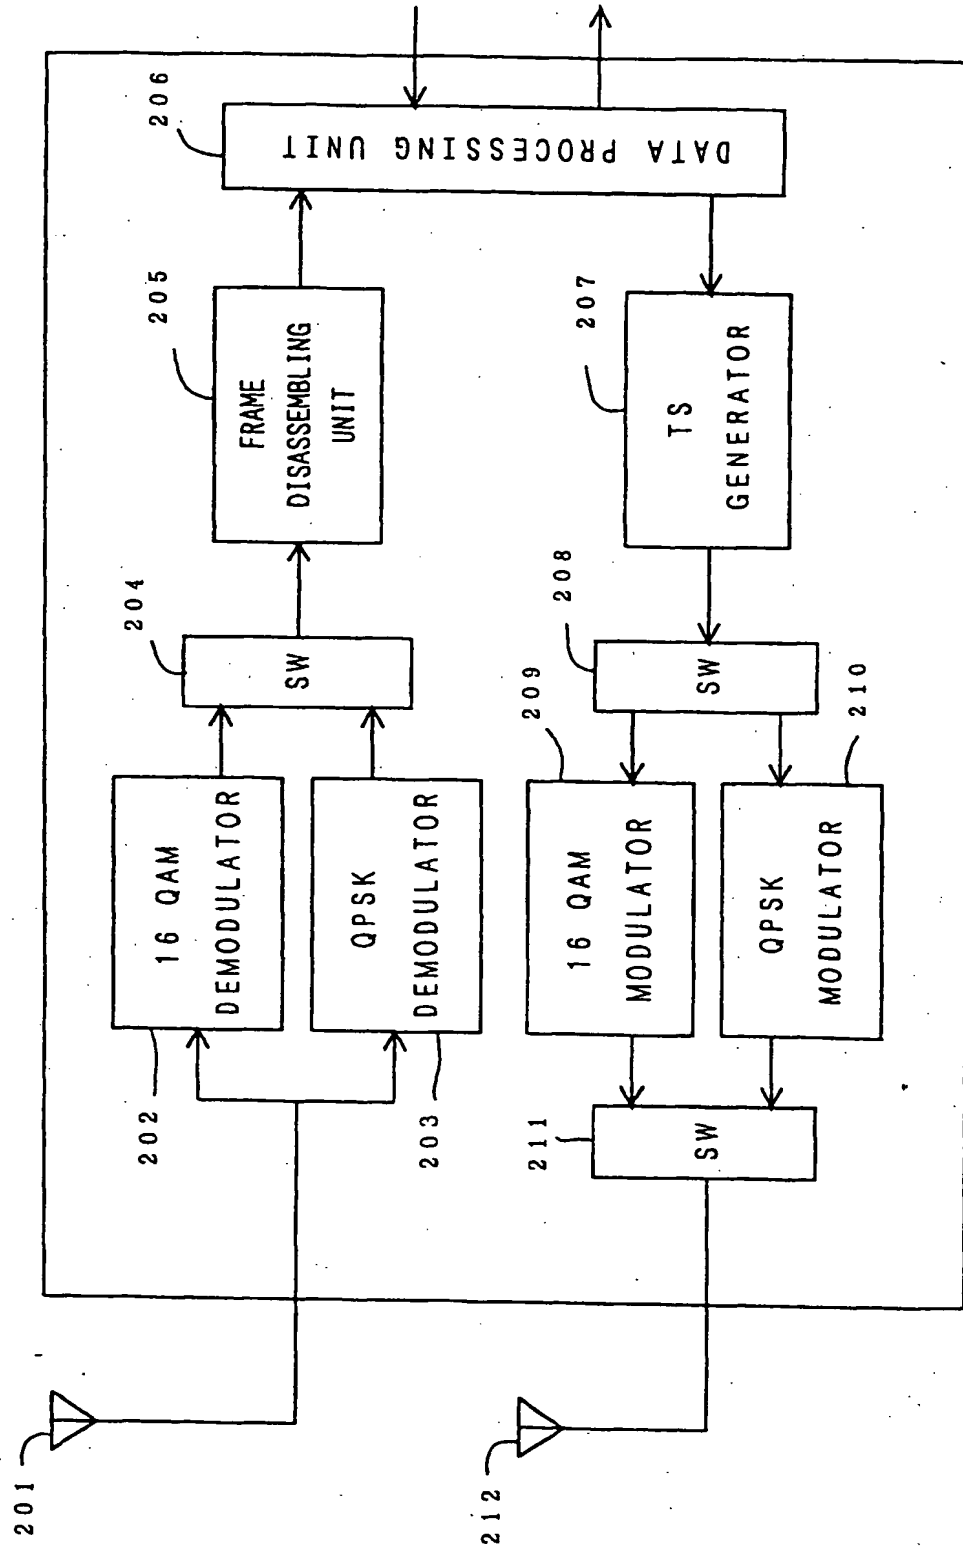 201
202
16 QAM
DEMODULATOR
203
QPSK
DEMODULATOR
204
SW
205
FRAME
DISASSEMBLING
UNIT
206
DATA PROCESSING UNIT
207
TS
GENERATOR
208
SW
209
16 QAM
MODULATOR
210
QPSK
MODULATOR
211
SW
212